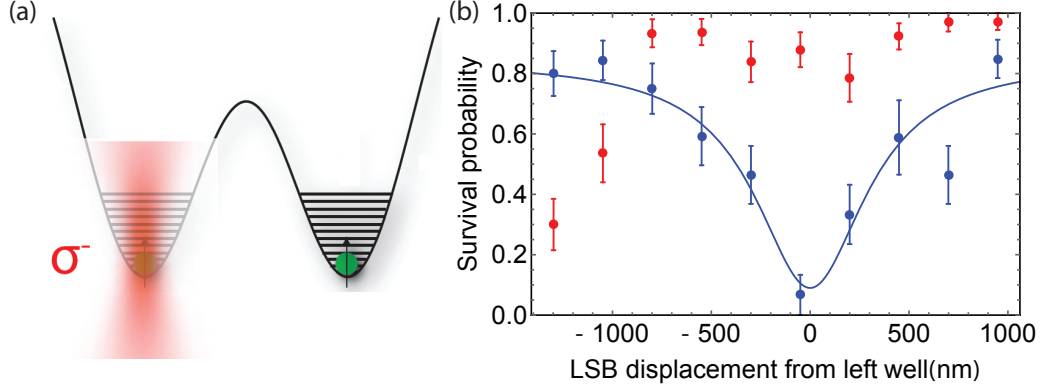 (a)
σ-
(b)
Survival probability
1.0
0.8
0.6
0.4
0.2
0.0
- 1000 - 500 0 500 1000
LSB displacement from left well(nm)